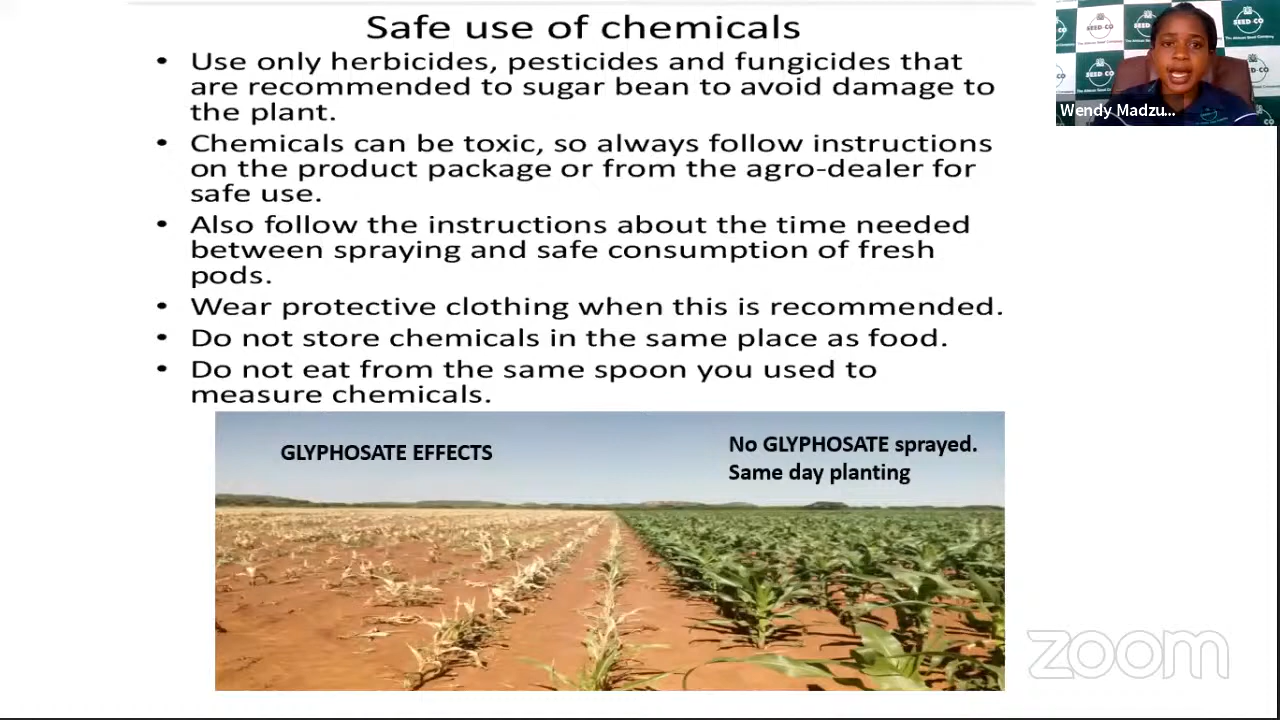 Safe use of chemicals
• Use only herbicides, pesticides and fungicides that
are recommended to sugar bean to avoid damage to
the plant.
• Chemicals can be toxic, so always follow instructions
on the product package or from the agro-dealer for
safe use.
• Also follow the instructions about the time needed
between spraying and safe consumption of fresh
pods.
• Wear protective clothing when this is recommended.
• Do not store chemicals in the same place as food.
• Do not eat from the same spoon you used to
measure chemicals.
GLYPHOSATE EFFECTS
No GLYPHOSATE sprayed.
Same day planting
SEED-CO
SEED-CO
SEED-CO
Wendy Madzu...
zoom